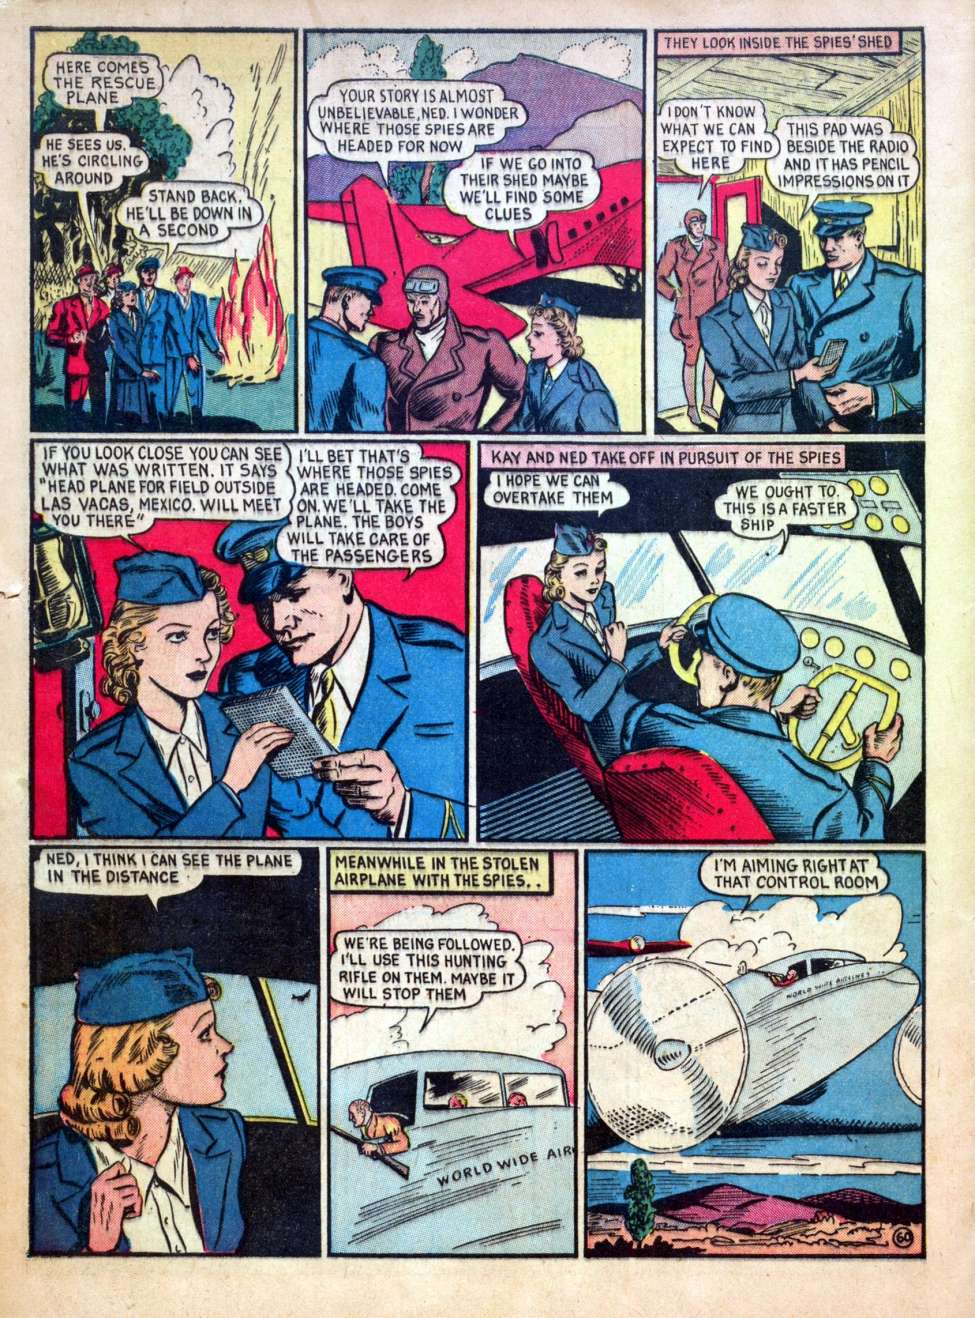 HERE COMES
THE RESCUE
PLANE
HE SEES US.
HE'S CIRCLING
AROUND
STAND BACK,
HE'LL BE DOWN IN
A SECOND
YOUR STORY IS ALMOST
UNBELIEVABLE, NED. I WONDER
WHERE THOSE SPIES ARE
HEADED FOR NOW
IF WE GO INTO
THEIR SHED MAYBE
WE'LL FIND SOME
CLUES
THEY LOOK INSIDE THE SPIES' SHED
I DON'T KNOW
WHAT WE CAN
EXPECT TO FIND
HERE
THIS PAD WAS
BESIDE THE RADIO
AND IT HAS PENCIL
IMPRESSIONS ON IT
IF YOU LOOK CLOSE YOU CAN SEE
WHAT WAS WRITTEN. IT SAYS
"HEAD PLANE FOR FIELD OUTSIDE
LAS VACAS, MEXICO. WILL MEET
YOU THERE"
I'LL BET THAT'S
WHERE THOSE SPIES
ARE HEADED. COME
ON. WE'LL TAKE THE
PLANE. THE BOYS
WILL TAKE CARE OF
THE PASSENGERS
KAY AND NED TAKE OFF IN PURSUIT OF THE SPIES
I HOPE WE CAN
OVERTAKE THEM
WE OUGHT TO.
THIS IS A FASTER
SHIP
NED, I THINK I CAN SEE THE PLANE
IN THE DISTANCE
MEANWHILE IN THE STOLEN
AIRPLANE WITH THE SPIES..
WE'RE BEING FOLLOWED.
I'LL USE THIS HUNTING
RIFLE ON THEM. MAYBE IT
WILL STOP THEM
WORLD WIDE AIR
I'M AIMING RIGHT AT
THAT CONTROL ROOM
WORLD WIDE AIRLINES
60